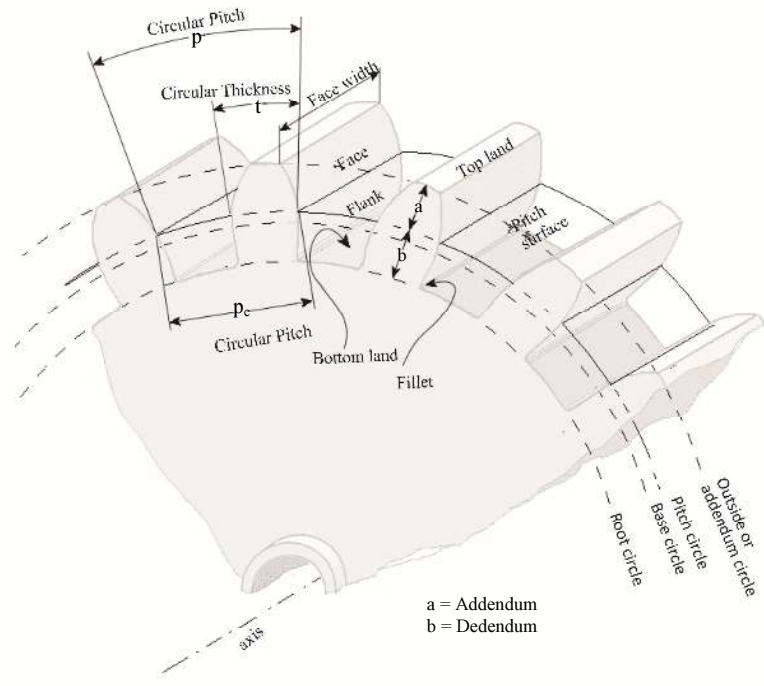 Circular Pitch
p
Circular Thickness
t
Face width
Face
Top land
Flank
a
Pitch
surface
b
pc
Circular Pitch
Bottom land
Fillet
Outside or
addendum circle
Pitch circle
Base circle
Root circle
a = Addendum
b = Dedendum
axis